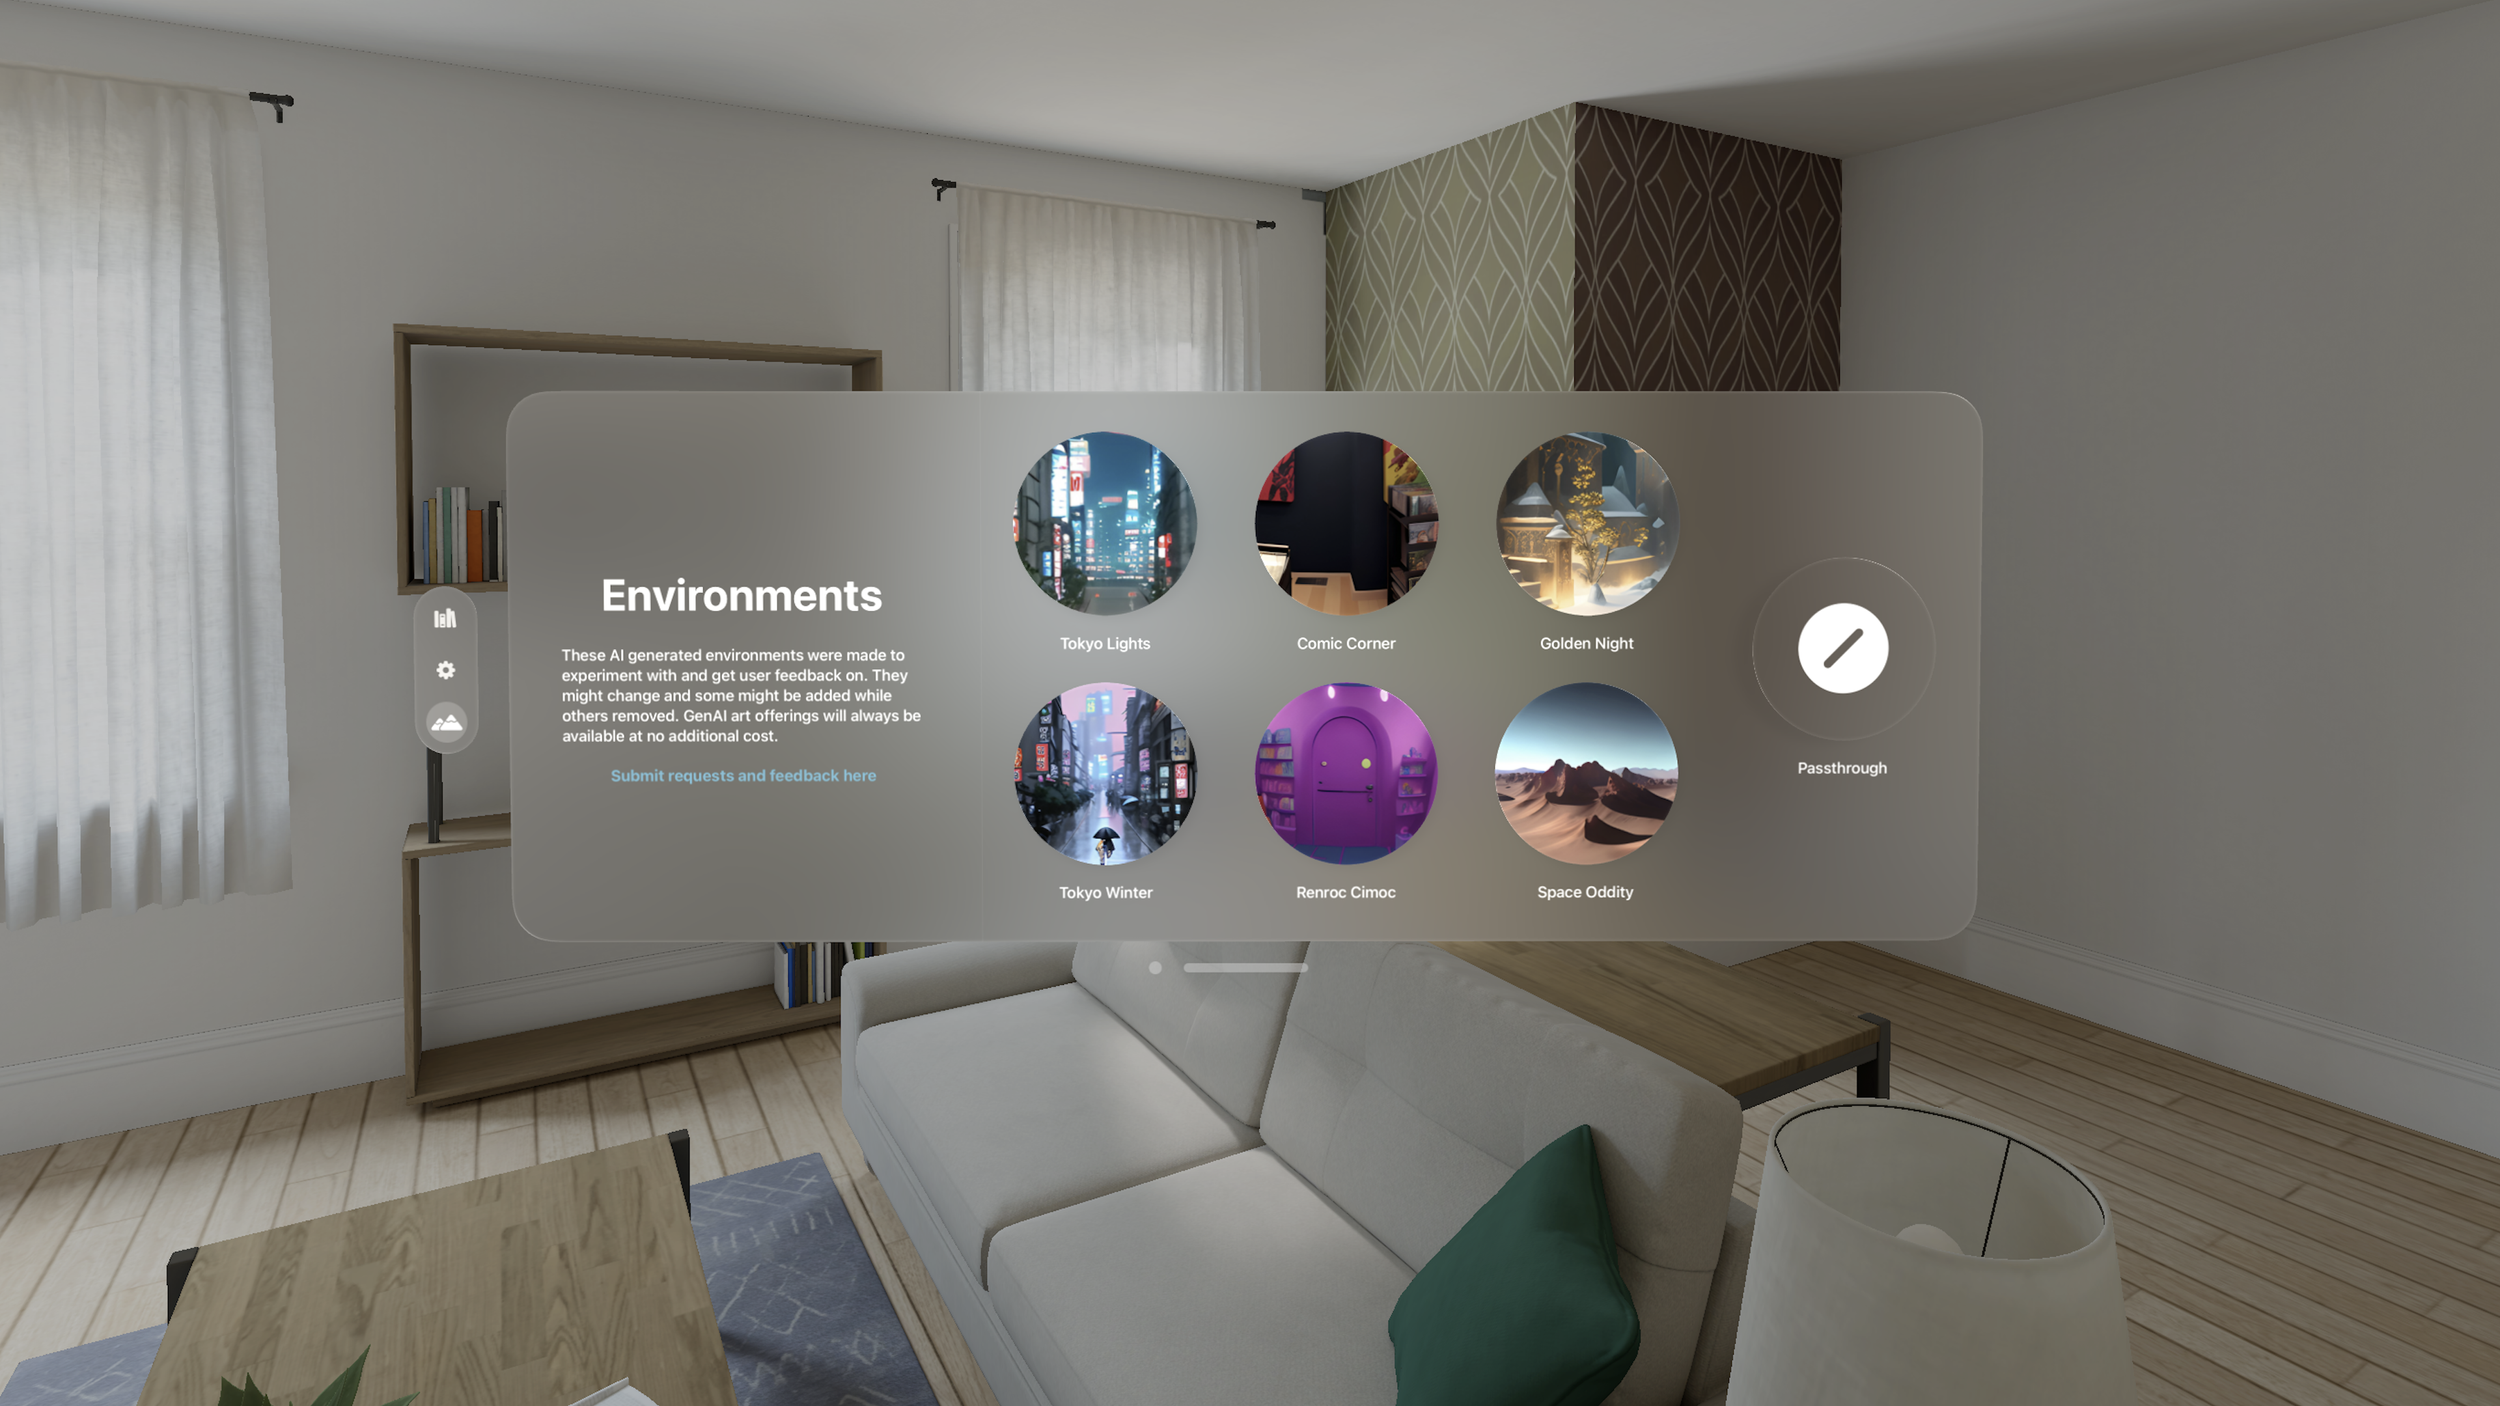 Environments
These AI generated environments were made to
experiment with and get user feedback on. They
might change and some might be added while
others removed. GenAI art offerings will always be
available at no additional cost.
Submit requests and feedback here
Tokyo Lights
Comic Corner
Golden Night
Tokyo Winter
Renroc Cimoc
Space Oddity
Passthrough